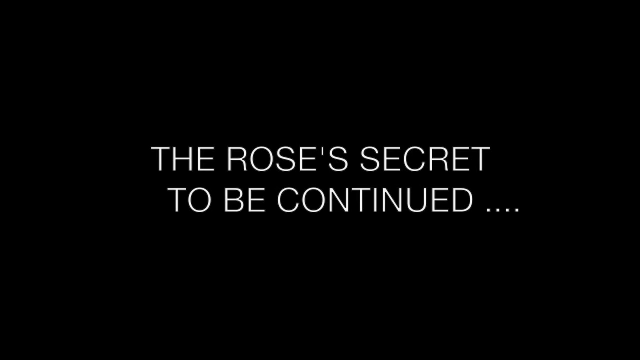 THE ROSE'S SECRET
TO BE CONTINUED ....